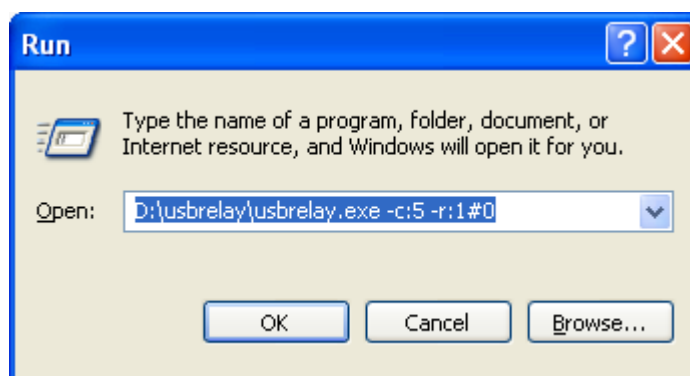 Run
Type the name of a program, folder, document, or
Internet resource, and Windows will open it for you.
Open: D:\usbrelay\usbrelay.exe -c:5 -r:1#0
OK Cancel Browse...